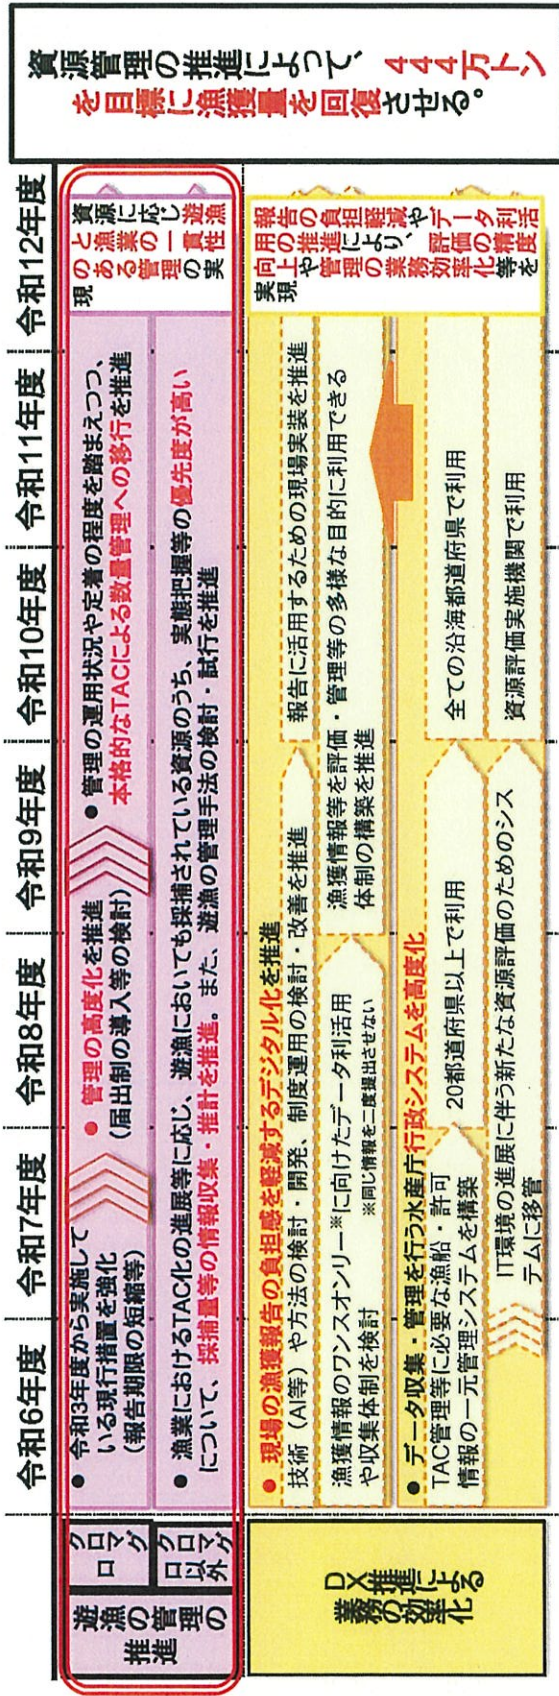 令和6年度
令和7年度
令和8年度
令和9年度
令和10年度
令和11年度
令和12年度
遊漁の管理の
推進
クロマグ
ロ
● 令和3年度から実施して
いる現行措置を強化
(報告期限の短縮等)
● 管理の高度化を推進
(届出制の導入等の検討)
● 管理の運用状況や定着の程度を踏まえつつ、
本格的なTACによる数量管理への移行を推進
クロマグ
ロ以外
● 漁業におけるTAC化の進展等に応じ、遊漁においても採捕されている資源のうち、実態把握等の優先度が高い
について、採捕量等の情報収集・推計を推進。また、遊漁の管理手法の検討・試行を推進
資源に応じ遊漁
のと漁業の一貫性
のある管理の実
現
DX推進による
業務の効率化
● 現場の漁獲報告の負担感を軽減するデジタル化を推進
技術(AI等)や方法の検討・開発、制度運用の検討・改善を推進
報告に活用するための現場実装を推進
漁獲情報のワンスオンリー※に向けたデータ利活用
や収集体制を検討
※同じ情報を二度提出させない
漁獲情報等を評価・管理等の多様な目的に利用できる
体制の構築を推進
● データ収集・管理を行う水産庁行政システムを高度化
TAC管理等に必要な漁船・許可
情報の一元管理システムを構築
20都道府県以上で利用
全ての沿海都道府県で利用
IT環境の進展に伴う新たな資源評価のためのシス
テムに移管
資源評価実施機関で利用
報告の負担軽減やデータ利活
用の推進により、評価の精度
向上や管理の業務効率化等を
実現
資源管理の推進によって、444万トン
を目標に漁獲量を回復させる。